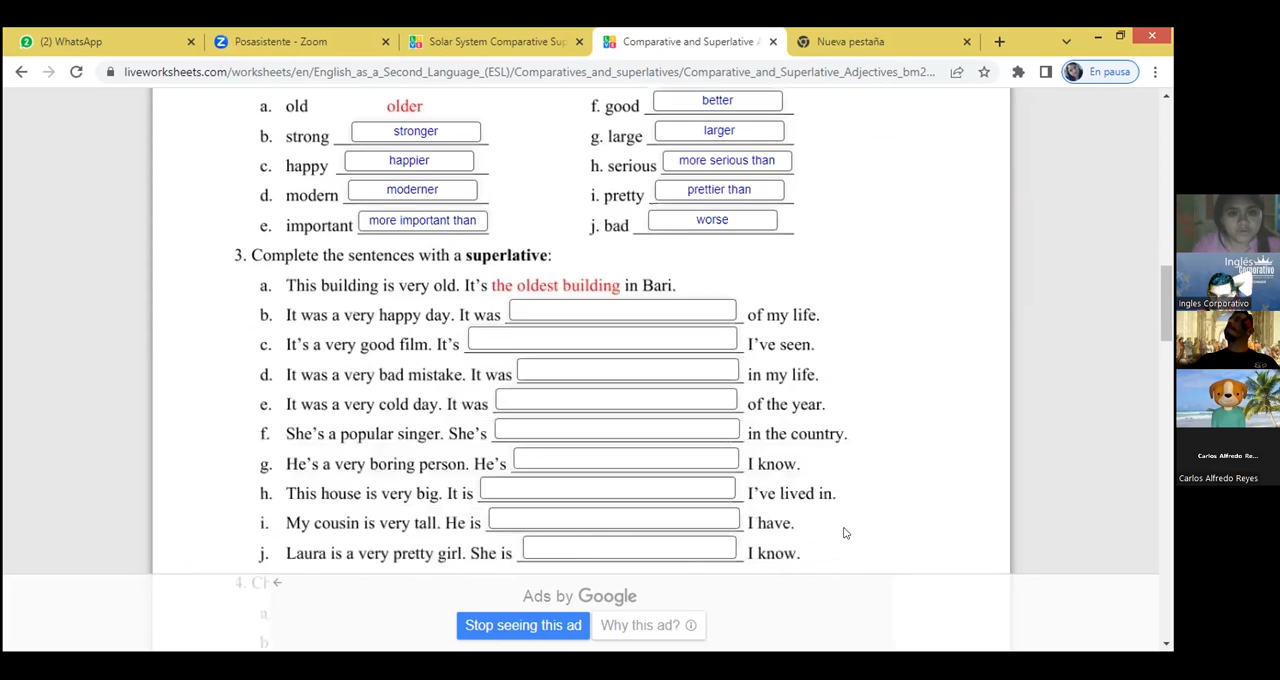 2 (2) WhatsApp
Posasistente - Zoom
Solar System Comparative Sup
Comparative and Superlative A
Nueva pestaña
liveworksheets.com/worksheets/en/English_as_a_Second_Language_(ESL)/Comparatives_and_superlatives/Comparative_and_Superlative_Adjectives_bm2...
En pausa
a. old older f. good better
b. strong stronger g. large larger
c. happy happier h. serious more serious than
d. modern moderner i. pretty prettier than
e. important more important than j. bad worse
3. Complete the sentences with a superlative:
a. This building is very old. It's the oldest building in Bari.
b. It was a very happy day. It was of my life.
c. It's a very good film. It's I've seen.
d. It was a very bad mistake. It was in my life.
e. It was a very cold day. It was of the year.
f. She's a popular singer. She's in the country.
g. He's a very boring person. He's I know.
h. This house is very big. It is I've lived in.
i. My cousin is very tall. He is I have.
j. Laura is a very pretty girl. She is I know.
4. Ch
a.
b
Ads by Google
Stop seeing this ad
Why this ad?
Inglés
Corporativo
Ingles Corporativo
Carlos Alfredo Re...
Carlos Alfredo Reyes